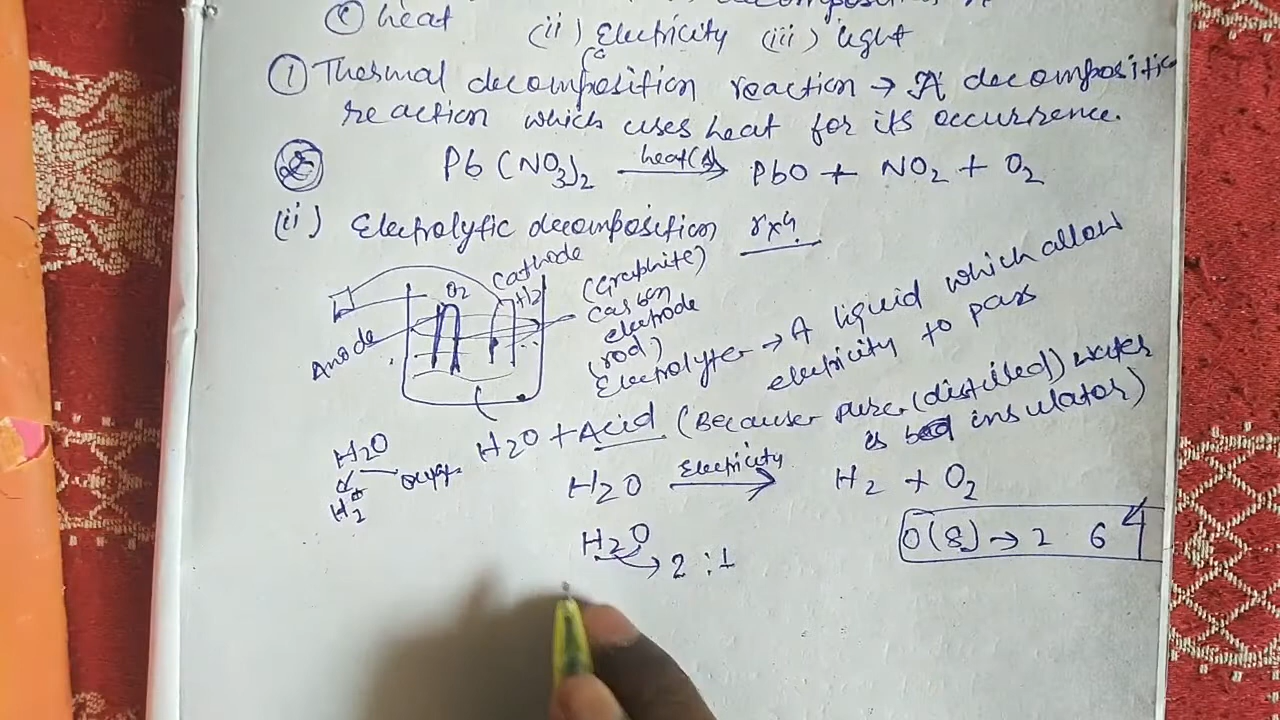 heat (ii) Electricity (iii) light
① Thermal decomposition reaction → A decomposition
reaction which uses heat for its occurrence.
Pb(NO3)2 heat(Δ)→ PbO + NO2 + O2
(ii) Electrolytic decomposition rxn.
Cathode
O2
H2
Anode
(Graphite)
Carbon
electrode
(rod)
Electrolyte → A liquid which allow
electricity to pass
H2O + Acid (Because pure (distilled) water
is insulator)
H2O
H2+
H2O Electricity→ H2 + O2
H2O
→ 2 : 1
O(8) → 2 6